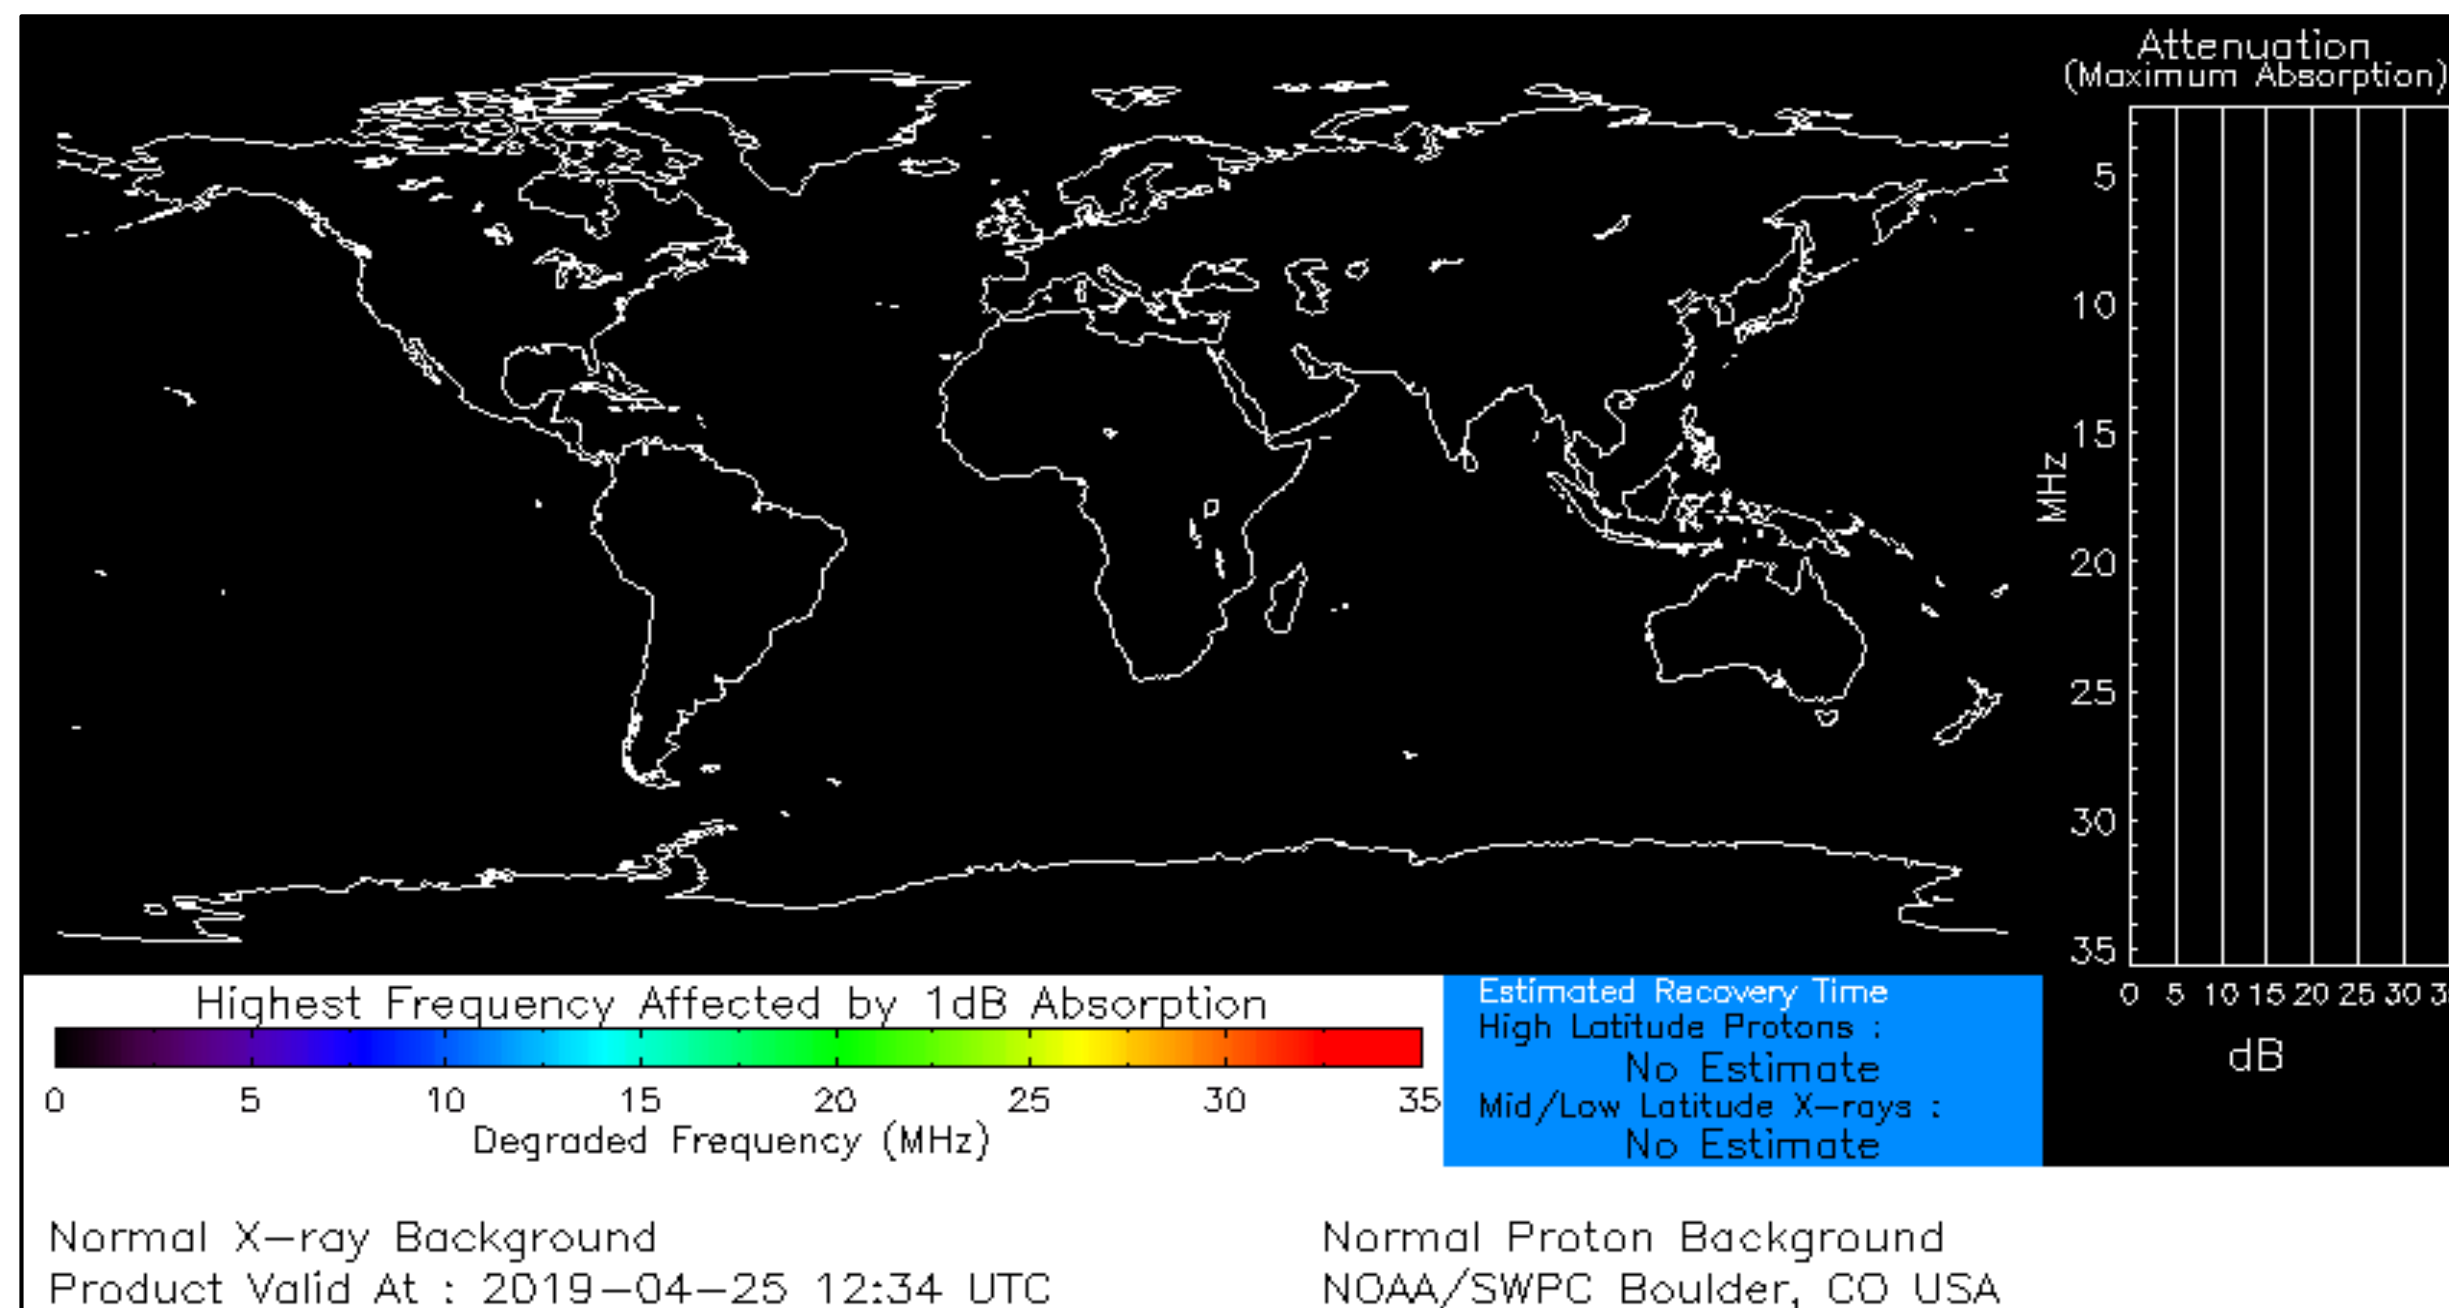 Attenuation
(Maximum Absorption)
5
10
15
20
25
30
35
MHz
0 5 10 15 20 25 30
dB
Highest Frequency Affected by 1dB Absorption
0 5 10 15 20 25 30 35
Degraded Frequency (MHz)
Estimated Recovery Time
High Latitude Protons :
No Estimate
Mid/Low Latitude X-rays :
No Estimate
Normal X-ray Background
Normal Proton Background
Product Valid At : 2019-04-25 12:34 UTC
NOAA/SWPC Boulder, CO USA